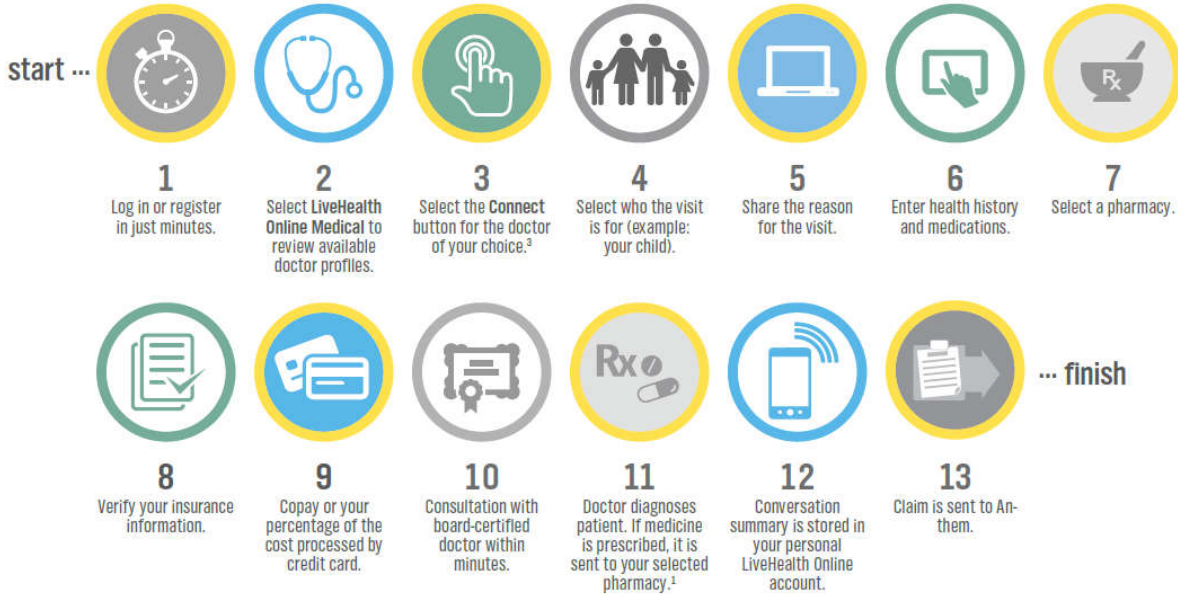 start ...
1
Log in or register
in just minutes.
2
Select LiveHealth
Online Medical to
review available
doctor profiles.
3
Select the Connect
button for the doctor
of your choice.³
4
Select who the visit
is for (example:
your child).
5
Share the reason
for the visit.
6
Enter health history
and medications.
Rx
7
Select a pharmacy.
8
Verify your insurance
information.
9
Copay or your
percentage of the
cost processed by
credit card.
10
Consultation with
board-certified
doctor within
minutes.
Rx
11
Doctor diagnoses
patient. If medicine
is prescribed, it is
sent to your selected
pharmacy.¹
12
Conversation
summary is stored in
your personal
LiveHealth Online
account.
13
Claim is sent to An-
them.
... finish